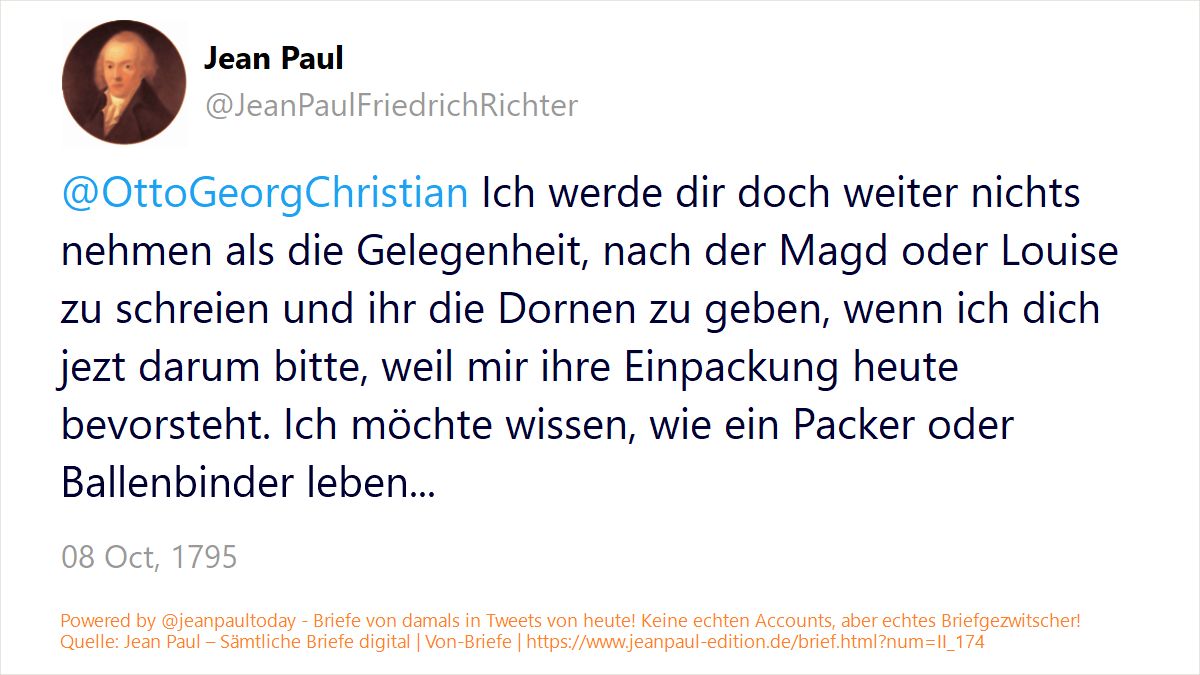 Jean Paul
@JeanPaulFriedrichRichter
@OttoGeorgChristian Ich werde dir doch weiter nichts
nehmen als die Gelegenheit, nach der Magd oder Louise
zu schreien und ihr die Dornen zu geben, wenn ich dich
jezt darum bitte, weil mir ihre Einpackung heute
bevorsteht. Ich möchte wissen, wie ein Packer oder
Ballenbinder leben...
08 Oct, 1795
Powered by @jeanpaultoday - Briefe von damals in Tweets von heute! Keine echten Accounts, aber echtes Briefgezwitscher!
Quelle: Jean Paul – Sämtliche Briefe digital | Von-Briefe | https://www.jeanpaul-edition.de/brief.html?num=II_174